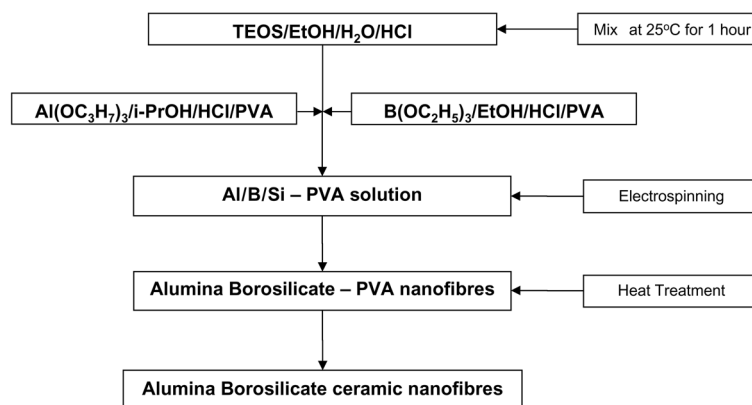 TEOS/EtOH/H₂O/HCl
Mix at 25°C for 1 hour
Al(OC₃H₇)₃/i-PrOH/HCl/PVA
B(OC₂H₅)₃/EtOH/HCl/PVA
Al/B/Si – PVA solution
Electrospinning
Alumina Borosilicate – PVA nanofibres
Heat Treatment
Alumina Borosilicate ceramic nanofibres